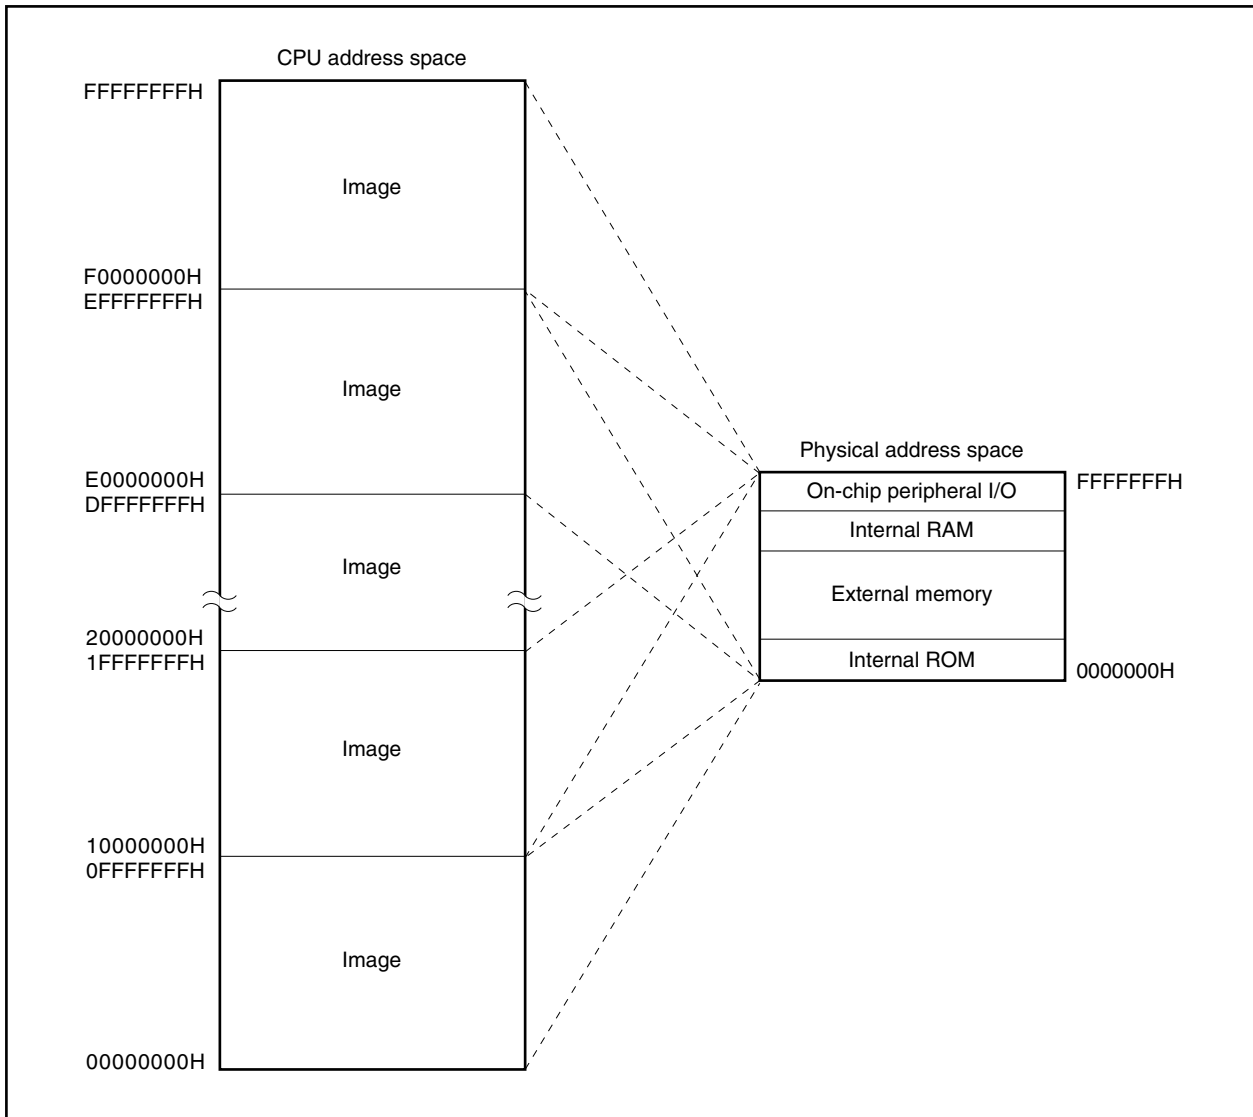 CPU address space
FFFFFFFFH
Image
F0000000H
EFFFFFFFH
Image
E0000000H
DFFFFFFFH
Image
20000000H
1FFFFFFFH
Image
10000000H
0FFFFFFFH
Image
00000000H
Physical address space
On-chip peripheral I/O
FFFFFFFH
Internal RAM
External memory
Internal ROM
0000000H